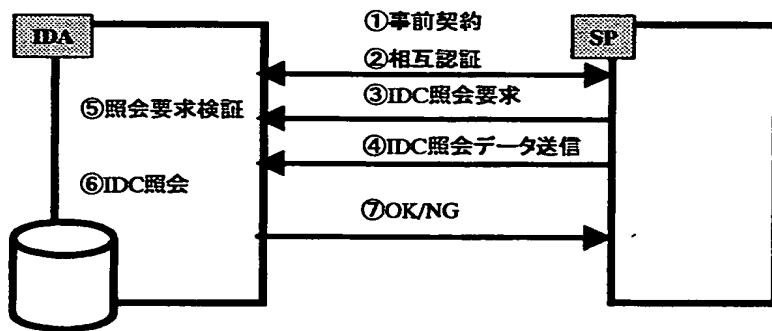 IDA
①事前契約
SP
②相互認証
③IDC照会要求
⑤照会要求検証
④IDC照会データ送信
⑥IDC照会
⑦OK/NG